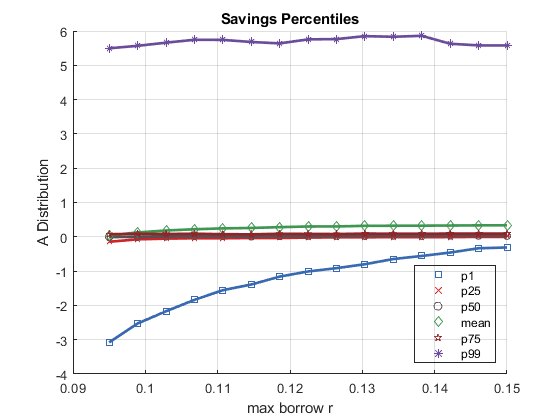 Savings Percentiles
6
5
4
3
2
1
0
-1
-2
-3
-4
A Distribution
p1
p25
p50
mean
p75
p99
0.09
0.1
0.11
0.12
0.13
0.14
0.15
max borrow r